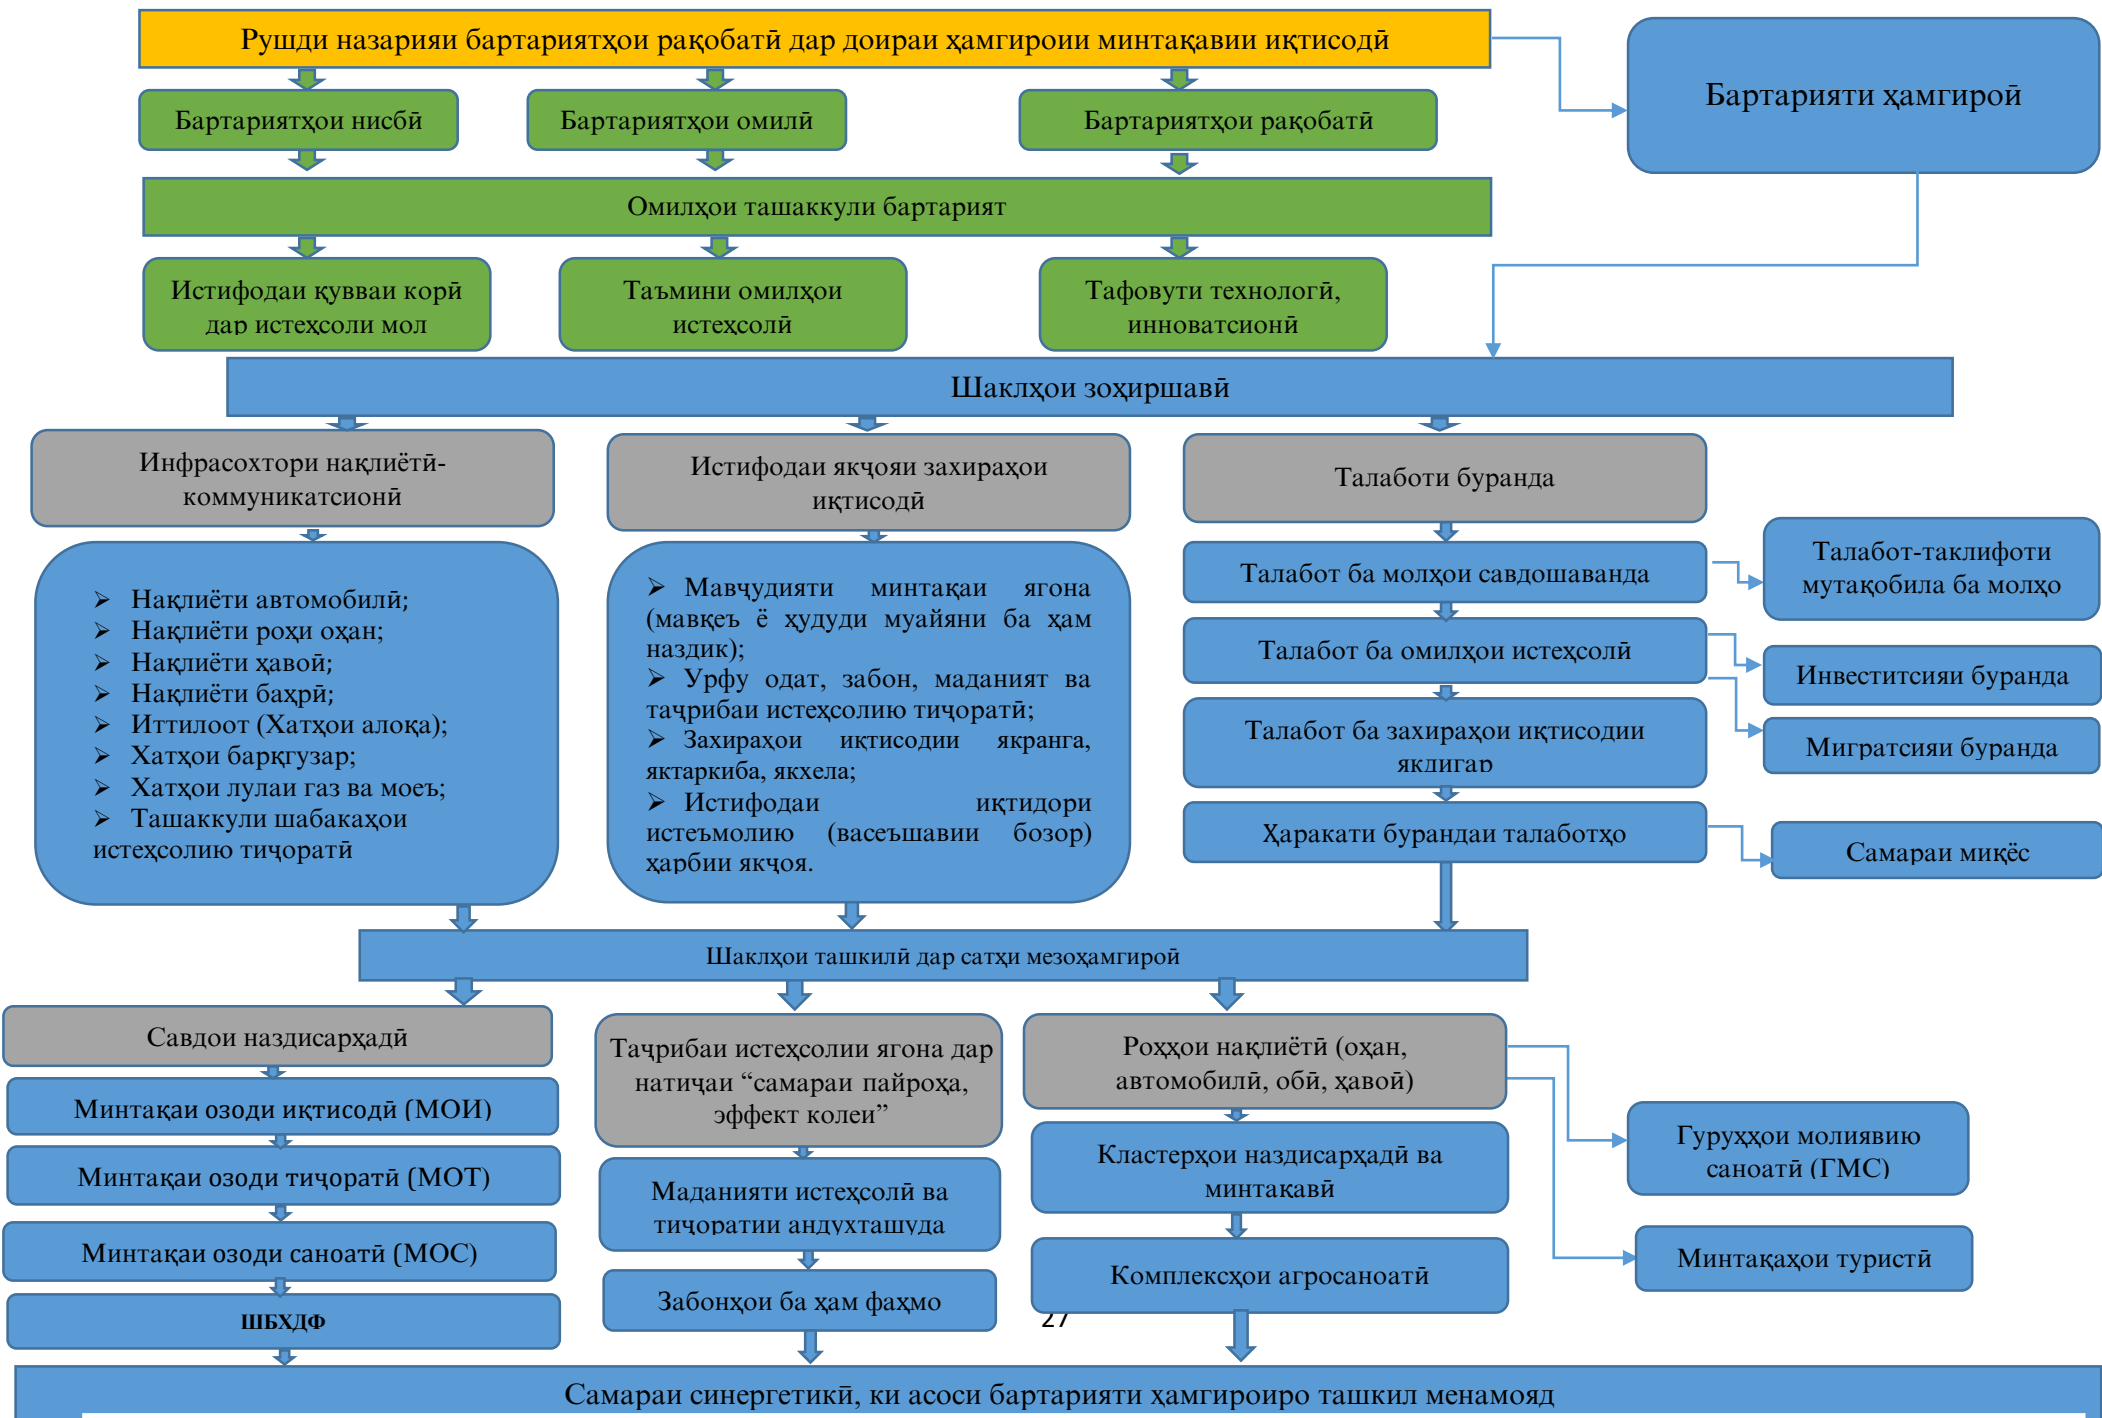 Рушди назарияи бартариятҳои рақобатӣ дар доираи ҳамгироии минтақавии иқтисодӣ
Бартарияти ҳамгироӣ
Бартариятҳои нисбӣ
Бартариятҳои омилӣ
Бартариятҳои рақобатӣ
Омилҳои ташаккули бартарият
Истифодаи қувваи корӣ
дар истеҳсоли мол
Таъмини омилҳои
истеҳсолӣ
Тафовути технологӣ,
инноватсионӣ
Шаклҳои зоҳиршавӣ
Инфрасохтори нақлиётӣ-
коммуникатсионӣ
Истифодаи якҷояи захираҳои
иқтисодӣ
Талаботи буранда
➢ Нақлиёти автомобилӣ;
➢ Нақлиёти роҳи оҳан;
➢ Нақлиёти ҳавоӣ;
➢ Нақлиёти баҳрӣ;
➢ Иттилоот (Хатҳои алоқа);
➢ Хатҳои барқгузар;
➢ Хатҳои лулаи газ ва моеъ;
➢ Ташаккули шабакаҳои
истеҳсолию тиҷоратӣ
➢ Мавҷудияти минтақаи ягона
(мавқеъ ё ҳудуди муайяни ба ҳам
наздик);
➢ Урфу одат, забон, маданият ва
таҷрибаи истеҳсолию тиҷоратӣ;
➢ Захираҳои иқтисодии якранга,
яктаркиба, якхела;
➢ Истифодаи иқтидори
истеъмолию (васеъшавии бозор)
ҳарбии якҷоя.
Талабот ба молҳои савдошаванда
Талабот-таклифоти
мутақобила ба молҳо
Талабот ба омилҳои истеҳсолӣ
Инвеститсияи буранда
Талабот ба захираҳои иқтисодии
якдигар
Мигратсияи буранда
Ҳаракати бурандаи талаботҳо
Самараи миқёс
Шаклҳои ташкилӣ дар сатҳи мезоҳамгироӣ
Савдои наздисарҳадӣ
Минтақаи озоди иқтисодӣ (МОИ)
Минтақаи озоди тиҷоратӣ (МОТ)
Минтақаи озоди саноатӣ (МОС)
ШБХДФ
Таҷрибаи истеҳсолии ягона дар
натиҷаи “самараи пайроҳа,
эффект колеи”
Маданияти истеҳсолӣ ва
тиҷоратии андухташуда
Забонҳои ба ҳам фаҳмо
Роҳҳои нақлиётӣ (оҳан,
автомобилӣ, обӣ, ҳавоӣ)
Кластерҳои наздисарҳадӣ ва
минтақавӣ
Комплексҳои агросаноатӣ
Гуруҳҳои молиявию
саноатӣ (ГМС)
Минтақаҳои туристӣ
27
Самараи синергетикӣ, ки асоси бартарияти ҳамгироиро ташкил менамояд